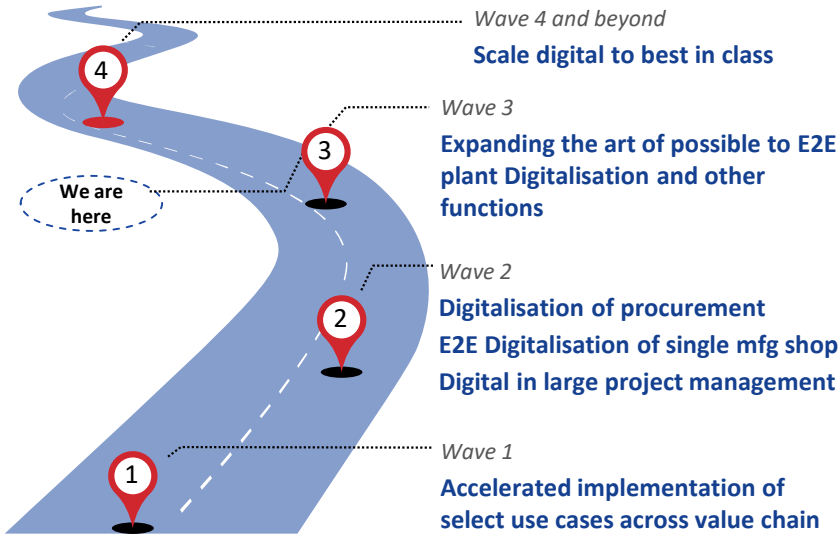 Wave 4 and beyond
Scale digital to best in class
4
Wave 3
Expanding the art of possible to E2E
plant Digitalisation and other
functions
3
We are
here
Wave 2
Digitalisation of procurement
E2E Digitalisation of single mfg shop
Digital in large project management
2
Wave 1
Accelerated implementation of
select use cases across value chain
1